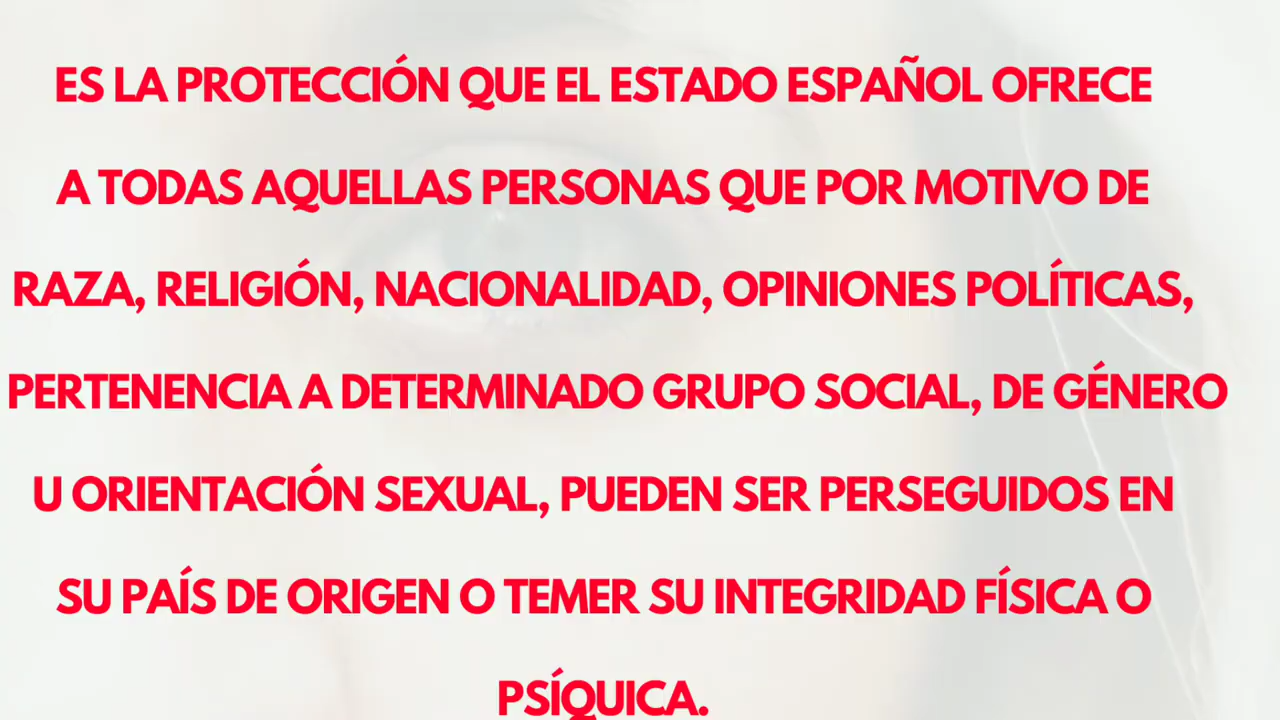 ES LA PROTECCIÓN QUE EL ESTADO ESPAÑOL OFRECE
A TODAS AQUELLAS PERSONAS QUE POR MOTIVO DE
RAZA, RELIGIÓN, NACIONALIDAD, OPINIONES POLÍTICAS,
PERTENENCIA A DETERMINADO GRUPO SOCIAL, DE GÉNERO
U ORIENTACIÓN SEXUAL, PUEDEN SER PERSEGUIDOS EN
SU PAÍS DE ORIGEN O TEMER SU INTEGRIDAD FÍSICA O
PSÍQUICA.